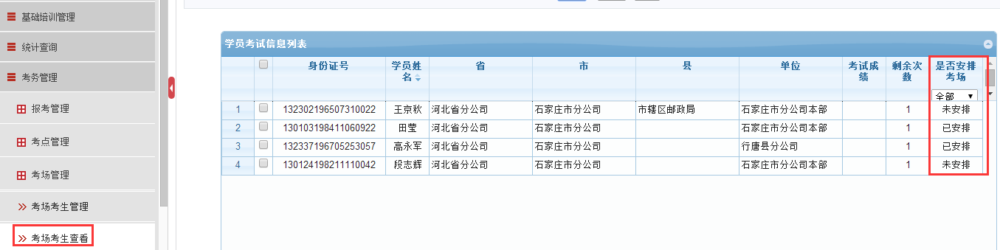 基础培训管理
统计查询
考务管理
报考管理
考点管理
考场管理
考场考生管理
考场考生查看
学员考试信息列表
身份证号 学员姓名 省 市 县 单位 考试成绩 剩余次数 是否安排考场
全部
1 132302196507310022 王京秋 河北省分公司 石家庄市分公司 市辖区邮政局 石家庄市分公司本部 1 未安排
2 130103198411060922 田莹 河北省分公司 石家庄市分公司 石家庄市分公司本部 1 已安排
3 132337196705253057 高永军 河北省分公司 石家庄市分公司 行唐县分公司 1 已安排
4 130124198211110042 段志辉 河北省分公司 石家庄市分公司 石家庄市分公司本部 1 未安排